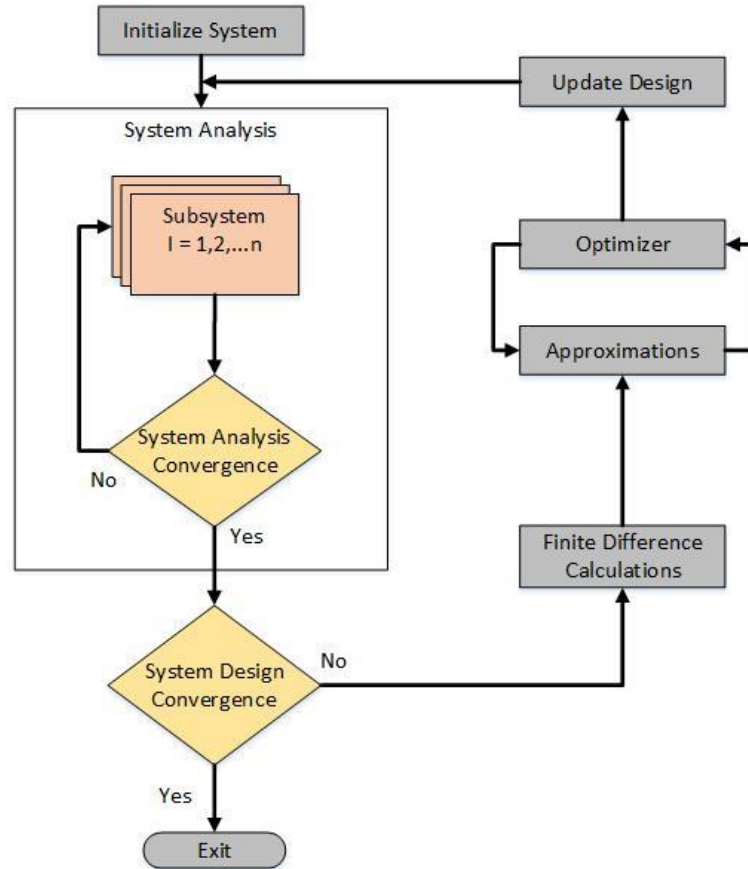 Initialize System
Update Design
System Analysis
Subsystem
I = 1,2,...n
Optimizer
Approximations
System Analysis
Convergence
No
Yes
Finite Difference
Calculations
System Design
Convergence
No
Yes
Exit